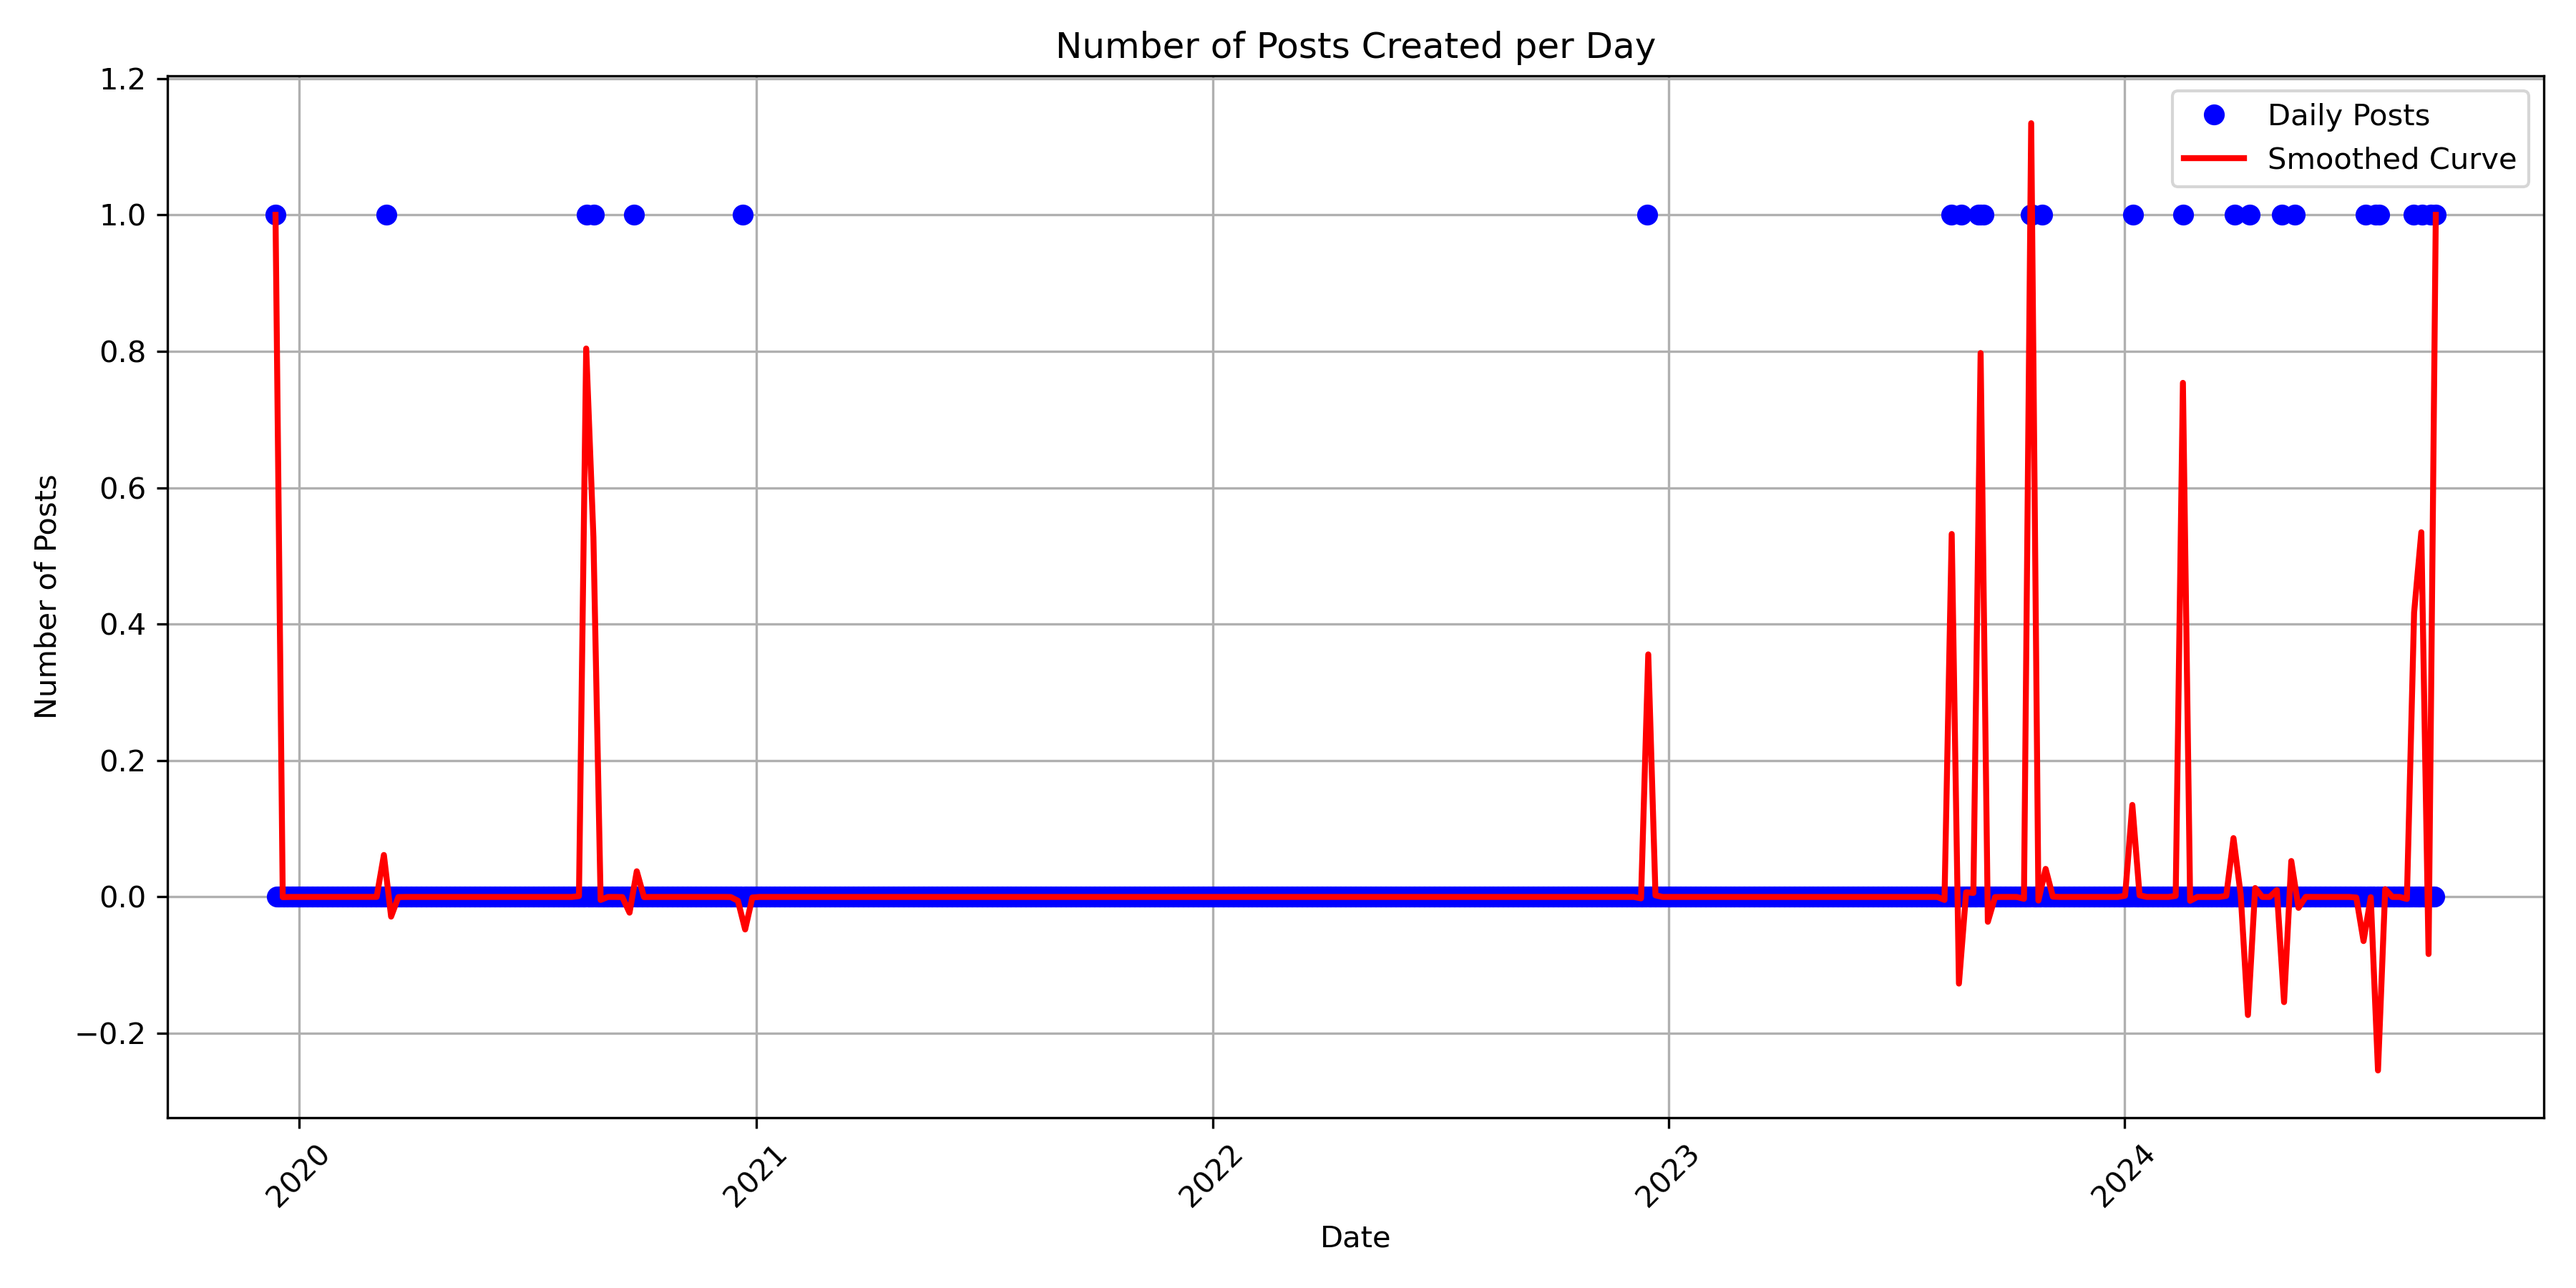 Number of Posts Created per Day
Daily Posts
Smoothed Curve
Number of Posts
1.2
1.0
0.8
0.6
0.4
0.2
0.0
−0.2
2020
2021
2022
2023
2024
Date